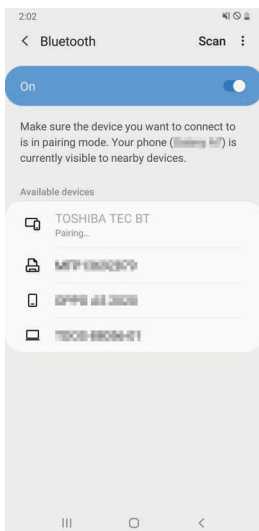 2:02
Bluetooth
Scan
On
Make sure the device you want to connect to
is in pairing mode. Your phone ( ) is
currently visible to nearby devices.
Available devices
TOSHIBA TEC BT
Pairing...